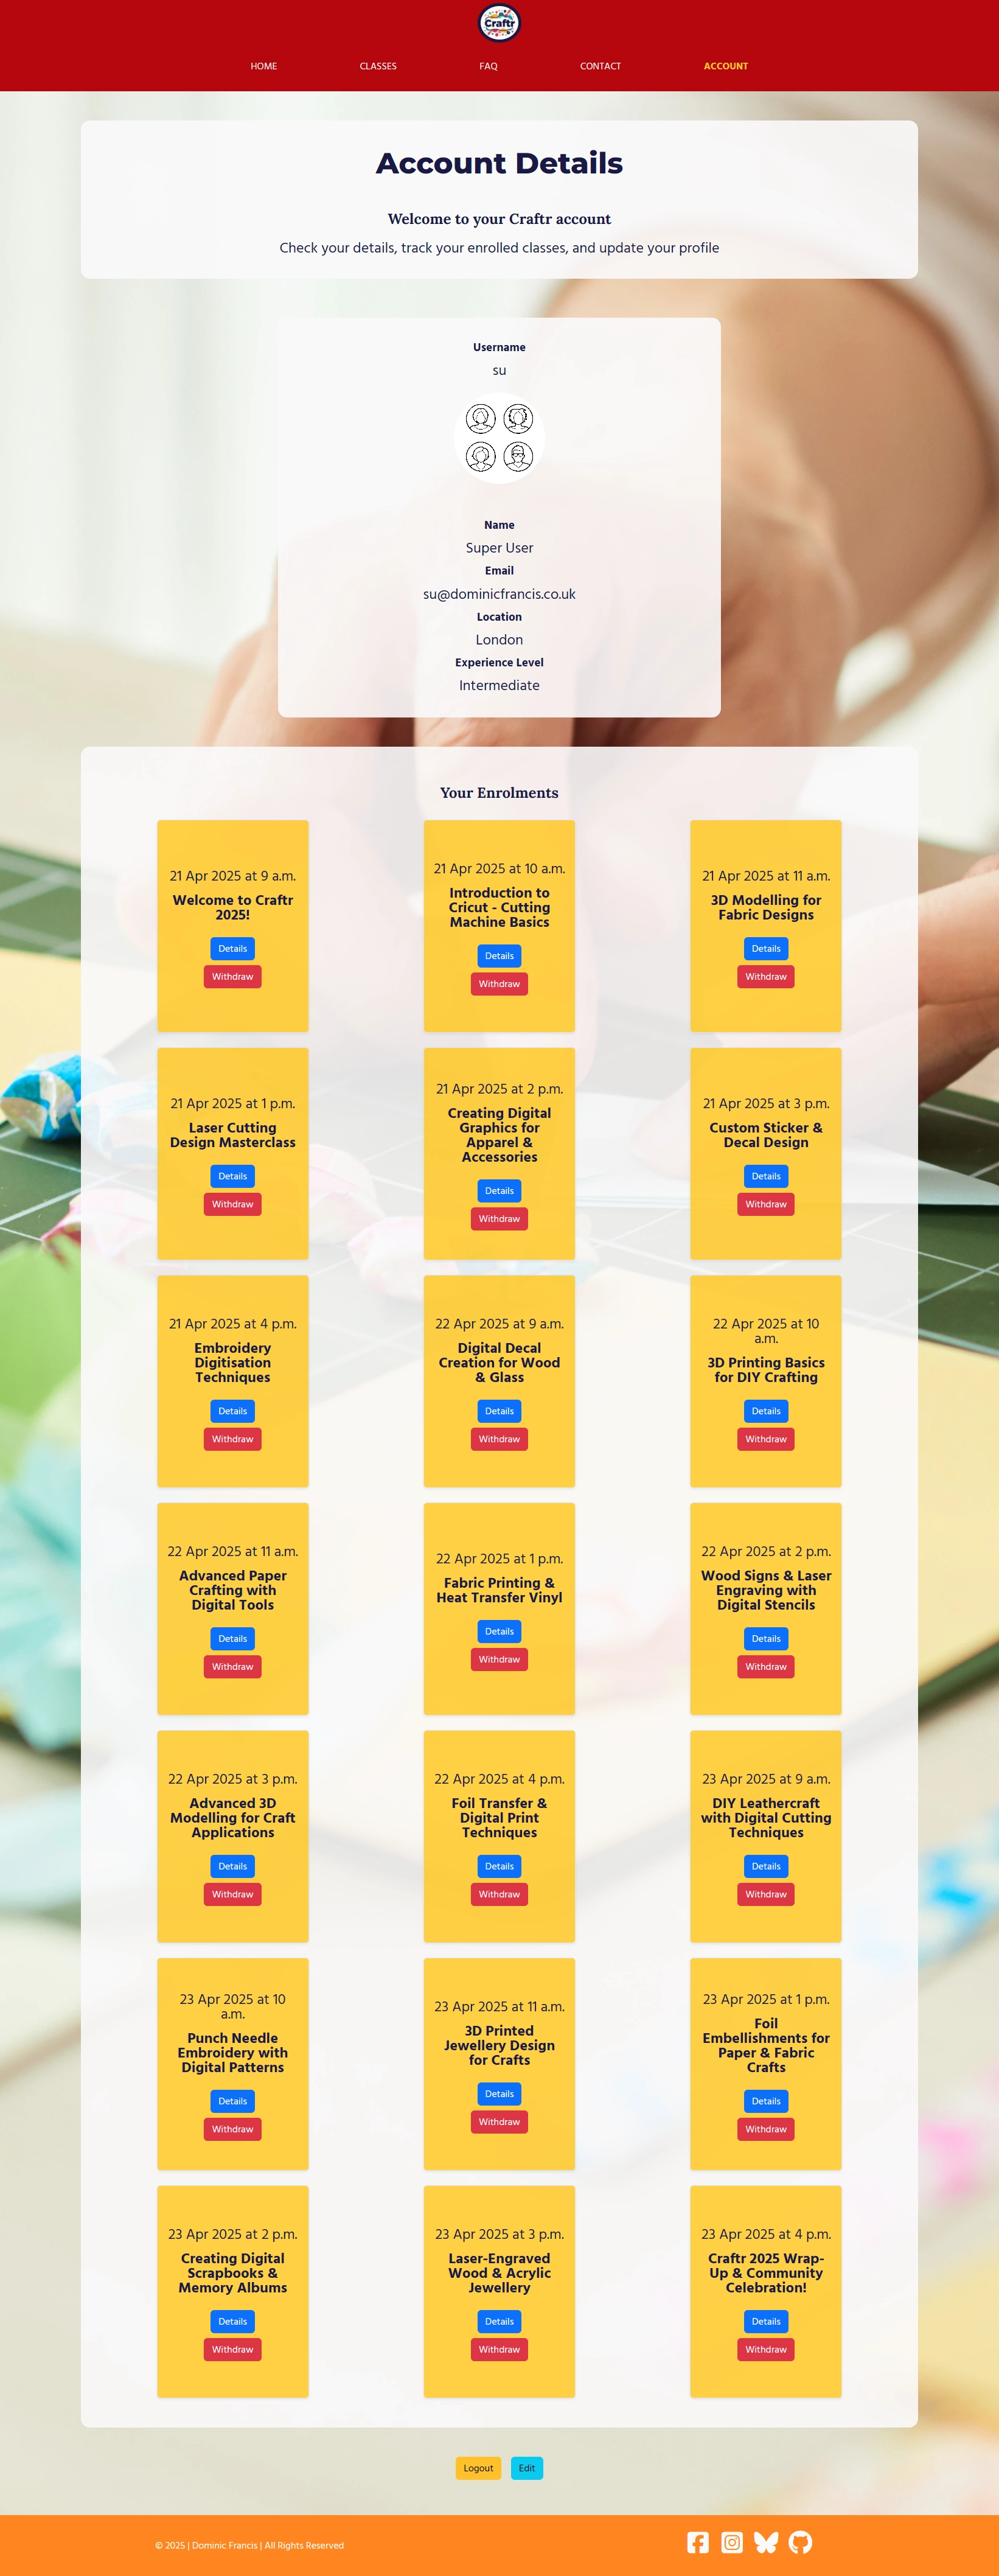 Craftr
HOME CLASSES FAQ CONTACT ACCOUNT
Account Details
Welcome to your Craftr account
Check your details, track your enrolled classes, and update your profile
Username
su
Name
Super User
Email
su@dominicfrancis.co.uk
Location
London
Experience Level
Intermediate
Your Enrolments
21 Apr 2025 at 9 a.m.
Welcome to Craftr
2025!
Details
Withdraw
21 Apr 2025 at 10 a.m.
Introduction to
Cricut - Cutting
Machine Basics
Details
Withdraw
21 Apr 2025 at 11 a.m.
3D Modelling for
Fabric Designs
Details
Withdraw
21 Apr 2025 at 1 p.m.
Laser Cutting
Design Masterclass
Details
Withdraw
21 Apr 2025 at 2 p.m.
Creating Digital
Graphics for
Apparel &
Accessories
Details
Withdraw
21 Apr 2025 at 3 p.m.
Custom Sticker &
Decal Design
Details
Withdraw
21 Apr 2025 at 4 p.m.
Embroidery
Digitisation
Techniques
Details
Withdraw
22 Apr 2025 at 9 a.m.
Digital Decal
Creation for Wood
& Glass
Details
Withdraw
22 Apr 2025 at 10
a.m.
3D Printing Basics
for DIY Crafting
Details
Withdraw
22 Apr 2025 at 11 a.m.
Advanced Paper
Crafting with
Digital Tools
Details
Withdraw
22 Apr 2025 at 1 p.m.
Fabric Printing &
Heat Transfer Vinyl
Details
Withdraw
22 Apr 2025 at 2 p.m.
Wood Signs & Laser
Engraving with
Digital Stencils
Details
Withdraw
22 Apr 2025 at 3 p.m.
Advanced 3D
Modelling for Craft
Applications
Details
Withdraw
22 Apr 2025 at 4 p.m.
Foil Transfer &
Digital Print
Techniques
Details
Withdraw
23 Apr 2025 at 9 a.m.
DIY Leathercraft
with Digital Cutting
Techniques
Details
Withdraw
23 Apr 2025 at 10
a.m.
Punch Needle
Embroidery with
Digital Patterns
Details
Withdraw
23 Apr 2025 at 11 a.m.
3D Printed
Jewellery Design
for Crafts
Details
Withdraw
23 Apr 2025 at 1 p.m.
Foil
Embellishments for
Paper & Fabric
Crafts
Details
Withdraw
23 Apr 2025 at 2 p.m.
Creating Digital
Scrapbooks &
Memory Albums
Details
Withdraw
23 Apr 2025 at 3 p.m.
Laser-Engraved
Wood & Acrylic
Jewellery
Details
Withdraw
23 Apr 2025 at 4 p.m.
Craftr 2025 Wrap-
Up & Community
Celebration!
Details
Withdraw
Logout Edit
© 2025 | Dominic Francis | All Rights Reserved